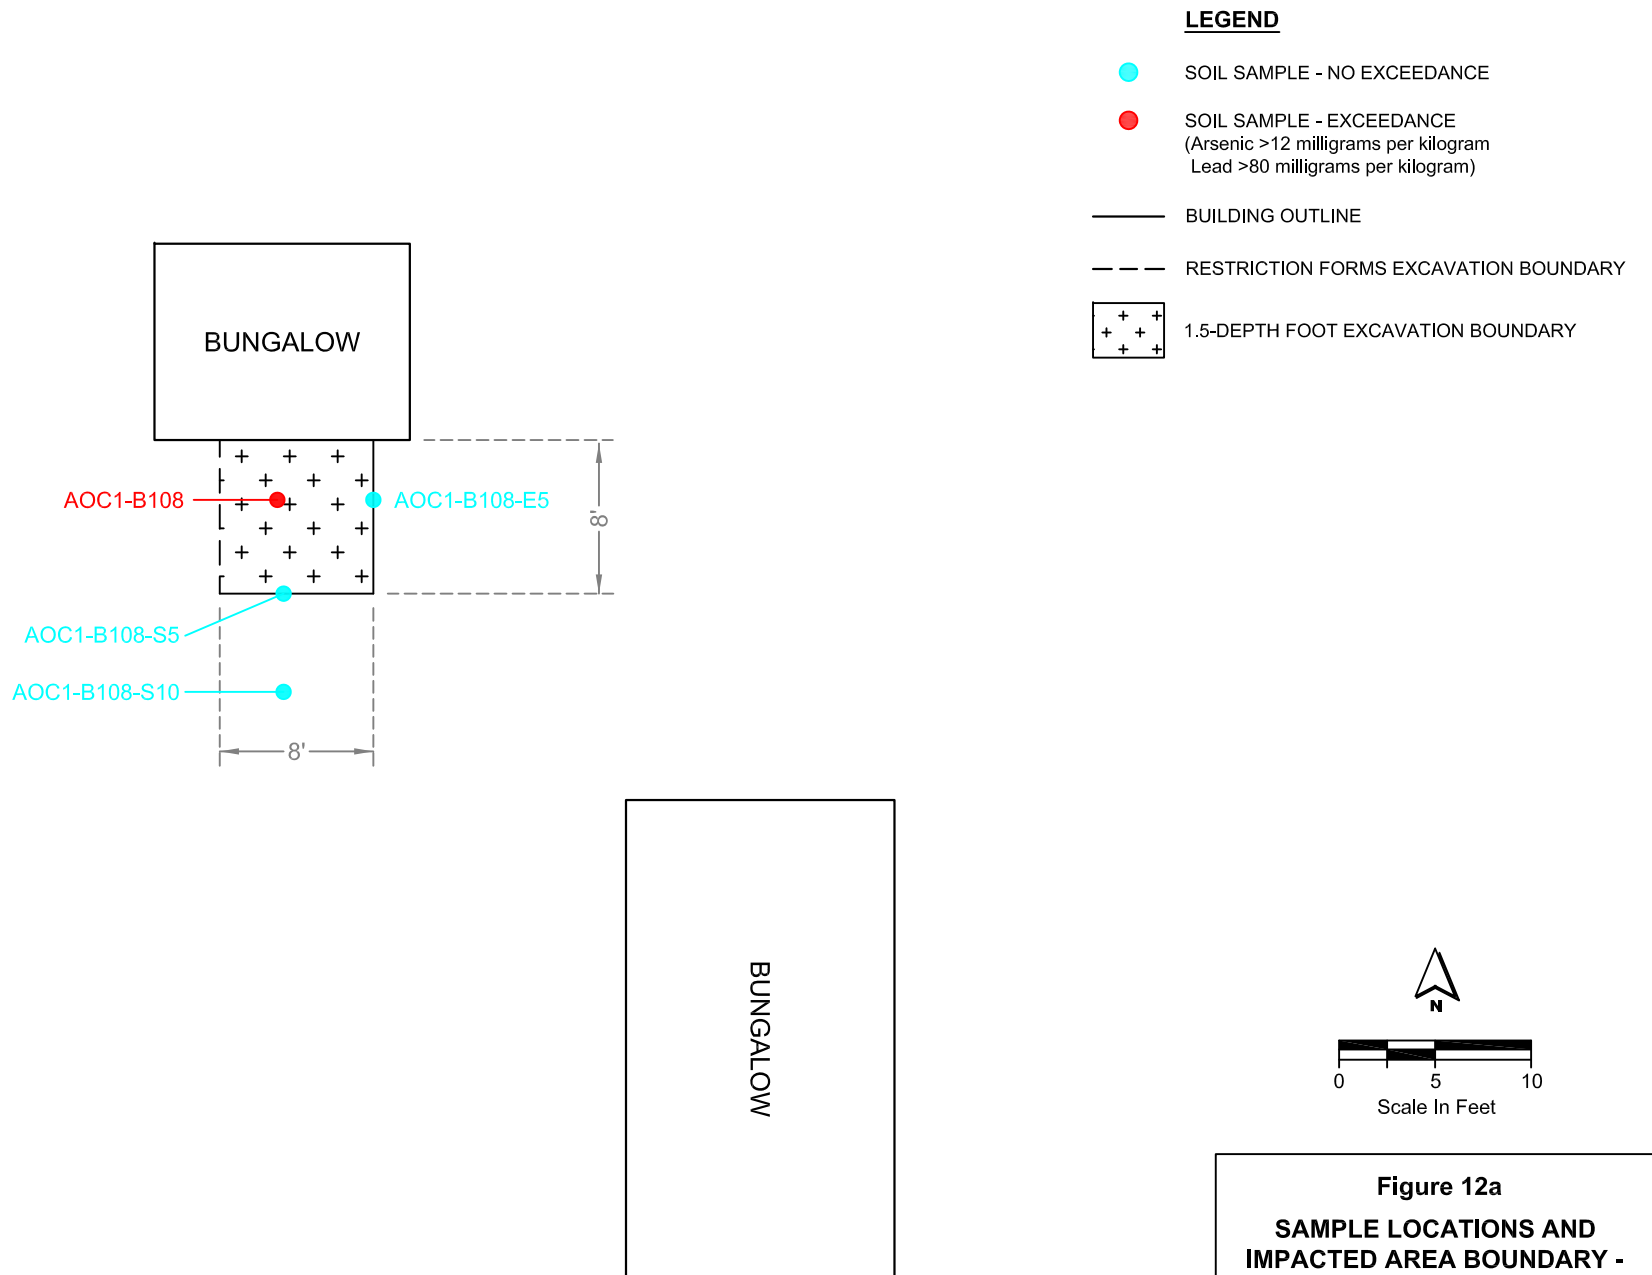 LEGEND
SOIL SAMPLE - NO EXCEEDANCE
SOIL SAMPLE - EXCEEDANCE
(Arsenic >12 milligrams per kilogram
Lead >80 milligrams per kilogram)
BUILDING OUTLINE
RESTRICTION FORMS EXCAVATION BOUNDARY
1.5-DEPTH FOOT EXCAVATION BOUNDARY
BUNGALOW
AOC1-B108
AOC1-B108-E5
8'
AOC1-B108-S5
AOC1-B108-S10
8'
BUNGALOW
N
0 5 10
Scale In Feet
Figure 12a
SAMPLE LOCATIONS AND
IMPACTED AREA BOUNDARY -